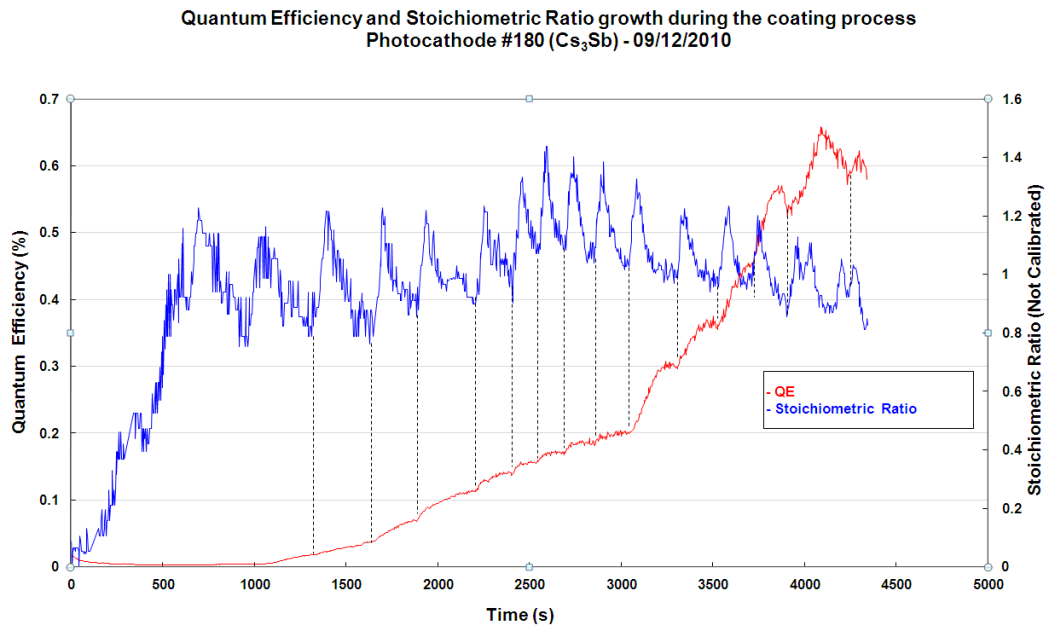 Quantum Efficiency and Stoichiometric Ratio growth during the coating process
Photocathode #180 (Cs₃Sb) - 09/12/2010
0.7
0.6
0.5
0.4
0.3
0.2
0.1
0
Quantum Efficiency (%)
1.6
1.4
1.2
1
0.8
0.6
0.4
0.2
0
Stoichiometric Ratio (Not Calibrated)
- QE
- Stoichiometric Ratio
0 500 1000 1500 2000 2500 3000 3500 4000 4500 5000
Time (s)